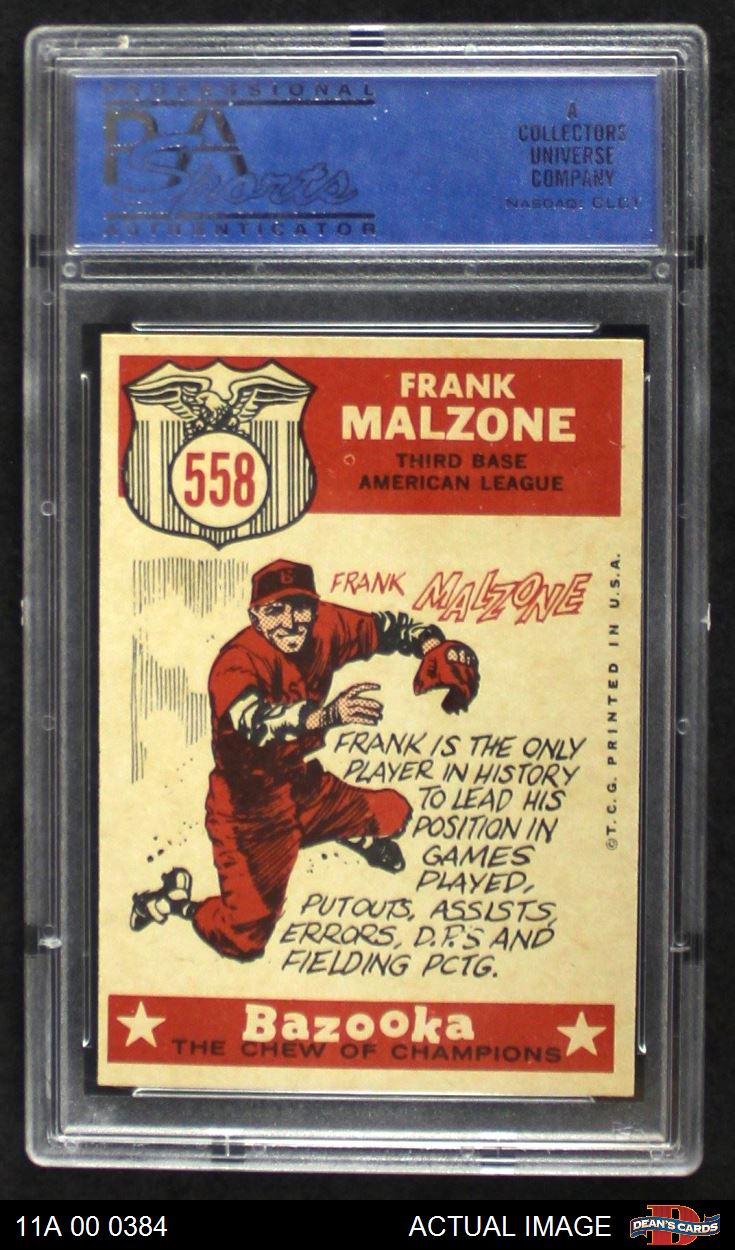 PROFESSIONAL
PSA
Sports
AUTHENTICATOR
A
COLLECTORS
UNIVERSE
COMPANY
NASDAQ: CLCT
FRANK
MALZONE
THIRD BASE
AMERICAN LEAGUE
558
B
FRANK MALZONE
FRANK IS THE ONLY
PLAYER IN HISTORY
TO LEAD HIS
POSITION IN
GAMES
PLAYED,
PUTOUTS, ASSISTS,
ERRORS, D.P.'S AND
FIELDING PCTG.
©T.C.G. PRINTED IN U.S.A.
Bazooka
THE CHEW OF CHAMPIONS
11A 00 0384
ACTUAL IMAGE
D
DEAN'S CARDS